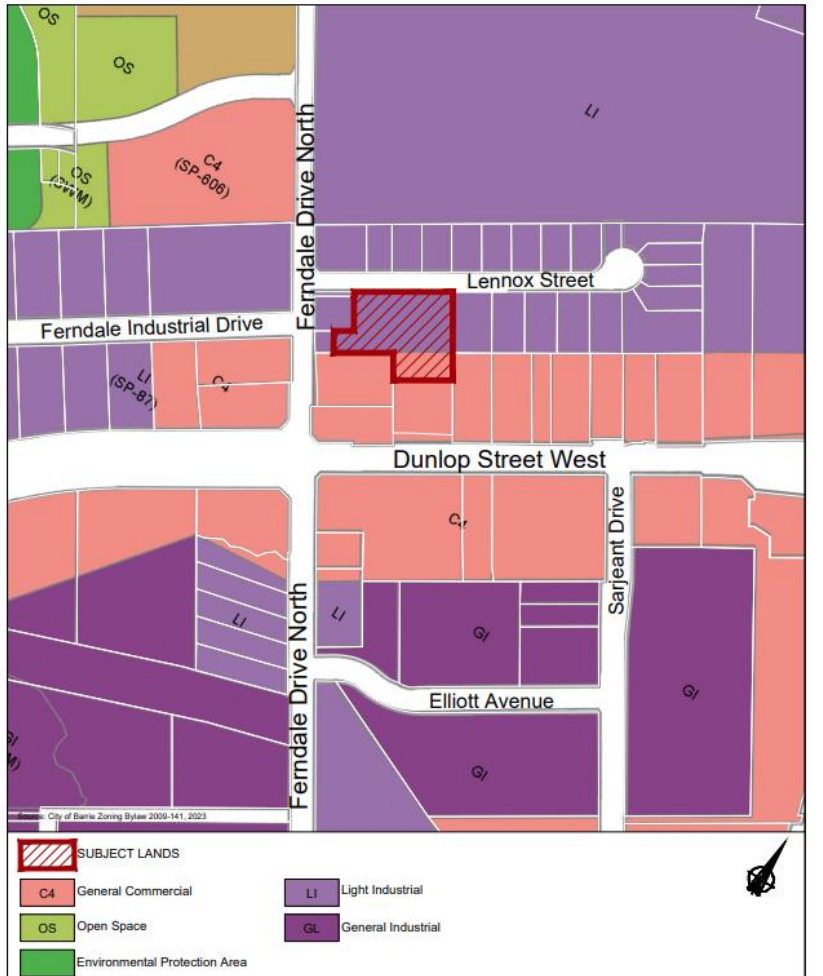 OS
OS
LI
Ferndale Drive North
C4
(SP-606)
OS
(SWM)
Lennox Street
Ferndale Industrial Drive
LI
(SP-87)
C4
Dunlop Street West
C4
Sarjeant Drive
Ferndale Drive North
LI
LI
GI
GI
Elliott Avenue
GI
Source: City of Barrie Zoning Bylaw 2009-141, 2023
SUBJECT LANDS
C4 General Commercial
LI Light Industrial
OS Open Space
GL General Industrial
Environmental Protection Area